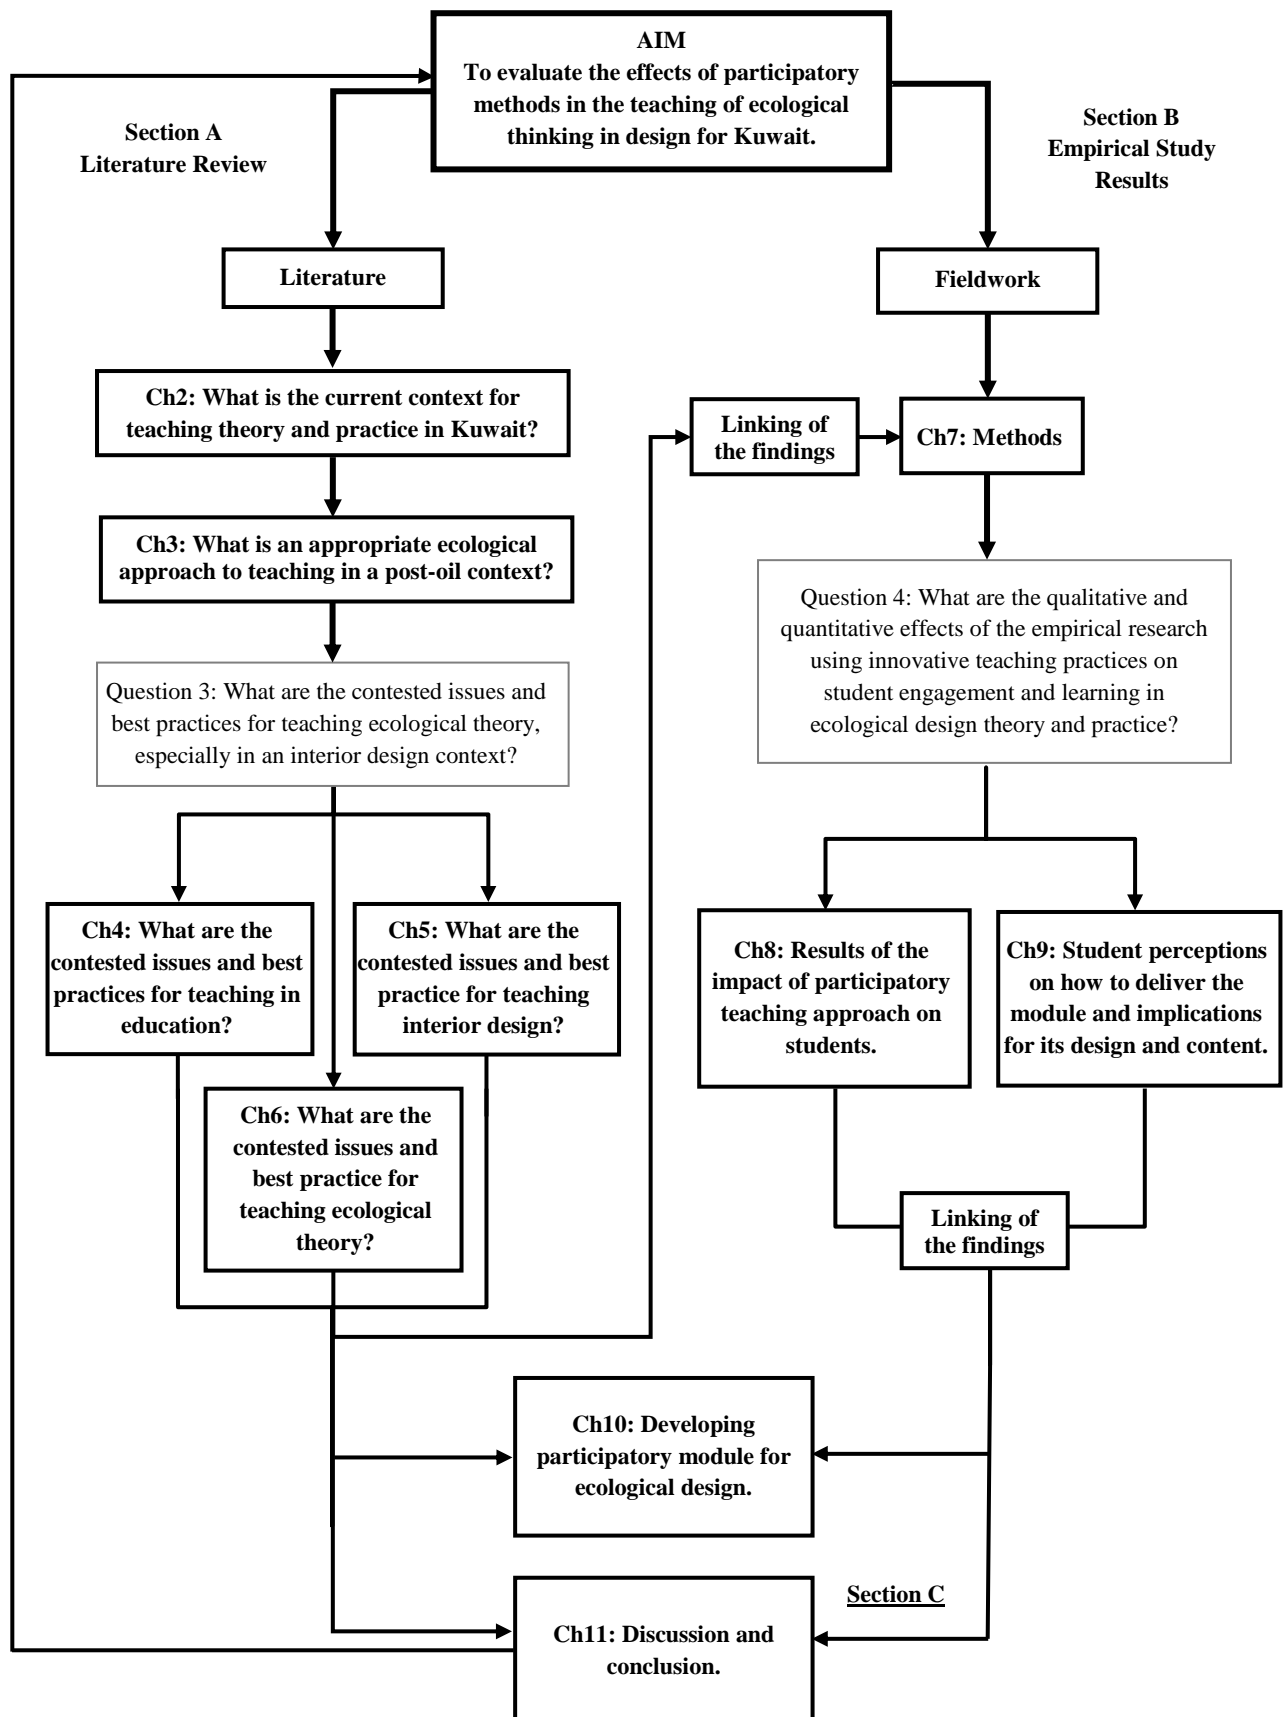 AIM
To evaluate the effects of participatory
methods in the teaching of ecological
thinking in design for Kuwait.
Section A
Literature Review
Section B
Empirical Study
Results
Literature
Fieldwork
Ch2: What is the current context for
teaching theory and practice in Kuwait?
Linking of
the findings
Ch7: Methods
Ch3: What is an appropriate ecological
approach to teaching in a post-oil context?
Question 4: What are the qualitative and
quantitative effects of the empirical research
using innovative teaching practices on
student engagement and learning in
ecological design theory and practice?
Question 3: What are the contested issues and
best practices for teaching ecological theory,
especially in an interior design context?
Ch4: What are the
contested issues and best
practices for teaching in
education?
Ch5: What are the
contested issues and best
practice for teaching
interior design?
Ch8: Results of the
impact of participatory
teaching approach on
students.
Ch9: Student perceptions
on how to deliver the
module and implications
for its design and content.
Ch6: What are the
contested issues and
best practice for
teaching ecological
theory?
Linking of
the findings
Ch10: Developing
participatory module for
ecological design.
Section C
Ch11: Discussion and
conclusion.